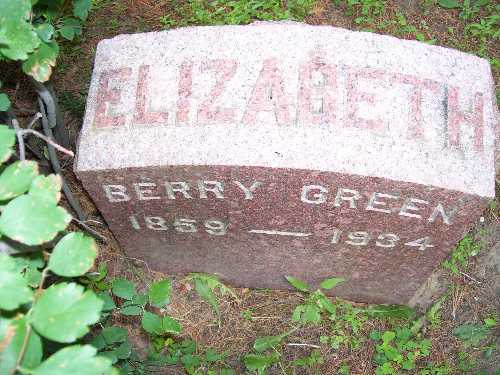 ELIZABETH
BERRY GREEN
1859 — 1934